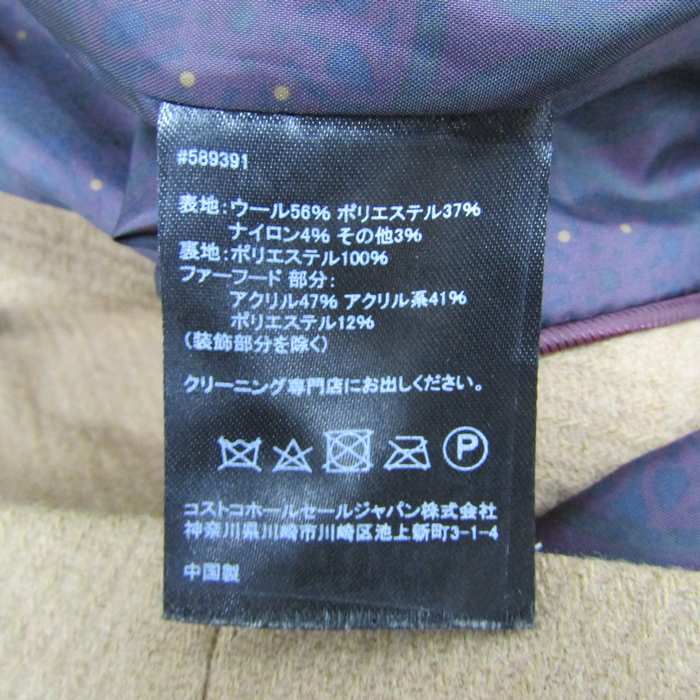 #589391
表地:ウール56% ポリエステル37%
ナイロン4% その他3%
裏地:ポリエステル100%
ファーフード 部分:
アクリル47% アクリル系41%
ポリエステル12%
(装飾部分を除く)
クリーニング専門店にお出しください。
P
コストコホールセールジャパン株式会社
神奈川県川崎市川崎区池上新町3-1-4
中国製